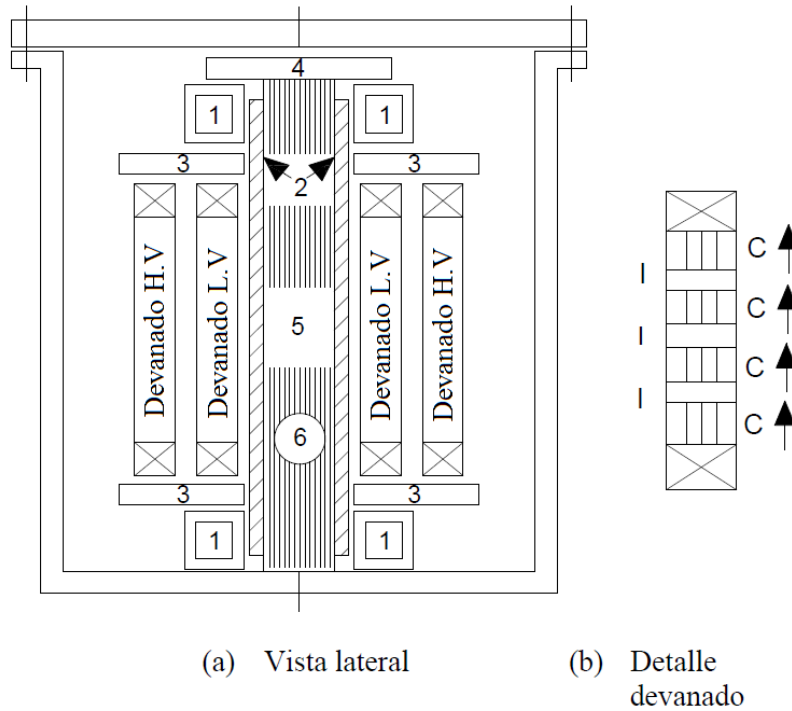 4
1 1
3 3
2
Devanado H.V
Devanado L.V
Devanado L.V
Devanado H.V
5
6
3 3
1 1
C
I
C
I
C
I
C
(a) Vista lateral
(b) Detalle
devanado